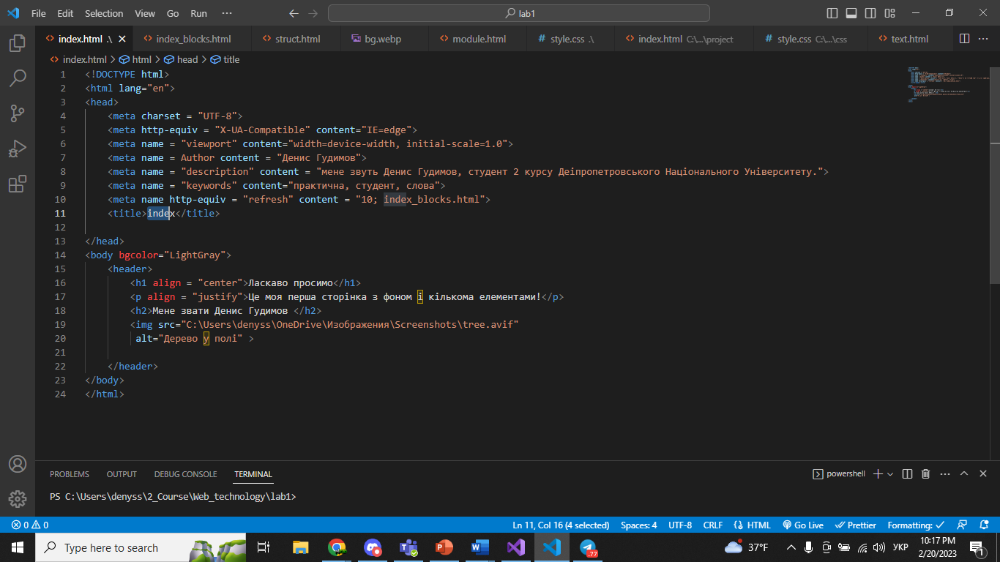 File Edit Selection View Go Run ··· lab1
index.html .\ index_blocks.html struct.html bg.webp module.html style.css .\ index.html C:\...\project style.css C:\...\css text.html
index.html > html > head > title
1 <!DOCTYPE html>
2 <html lang="en">
3 <head>
4 <meta charset = "UTF-8">
5 <meta http-equiv = "X-UA-Compatible" content="IE=edge">
6 <meta name = "viewport" content="width=device-width, initial-scale=1.0">
7 <meta name = Author content = "Денис Гудимов">
8 <meta name = "description" content = "мене звуть Денис Гудимов, студент 2 курсу Деіпропетровського Національного Університету.">
9 <meta name = "keywords" content="практична, студент, слова">
10 <meta name http-equiv = "refresh" content = "10; index_blocks.html">
11 <title>index</title>
12
13 </head>
14 <body bgcolor="LightGray">
15 <header>
16 <h1 align = "center">Ласкаво просимо</h1>
17 <p align = "justify">Це моя перша сторінка з фоном і кількома елементами!</p>
18 <h2>Мене звати Денис Гудимов </h2>
19 <img src="C:\Users\denyss\OneDrive\Изображения\Screenshots\tree.avif"
20 alt="Дерево у полі" >
21
22 </header>
23 </body>
24 </html>
PROBLEMS OUTPUT DEBUG CONSOLE TERMINAL powershell
PS C:\Users\denyss\2_Course\Web_technology\lab1>
0 0 Ln 11, Col 16 (4 selected) Spaces: 4 UTF-8 CRLF HTML Go Live Prettier Formatting:
Type here to search 77 37°F УКР 10:17 PM
2/20/2023 1